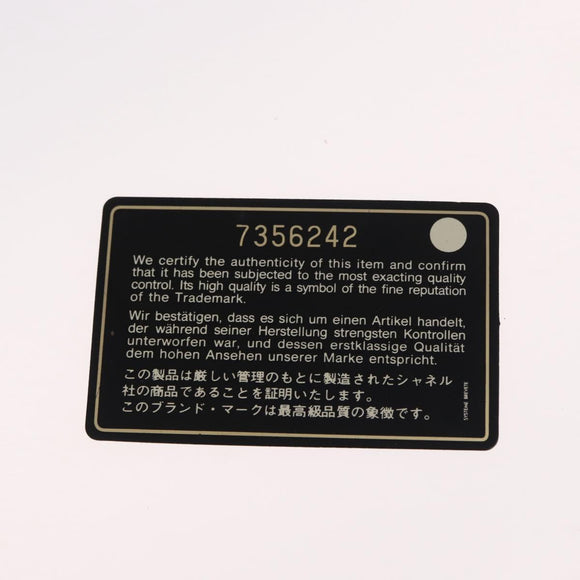 7356242
We certify the authenticity of this item and confirm
that it has been subjected to the most exacting quality
control. Its high quality is a symbol of the fine reputation
of the Trademark.
Wir bestätigen, dass es sich um einen Artikel handelt,
der während seiner Herstellung strengsten Kontrollen
unterworfen war, und dessen erstklassige Qualität
dem hohen Ansehen unserer Marke entspricht.
この製品は厳しい管理のもとに製造されたシャネル
社の商品であることを証明いたします。
このブランド・マークは最高級品質の象徴です。
SYSTEME BREVETE